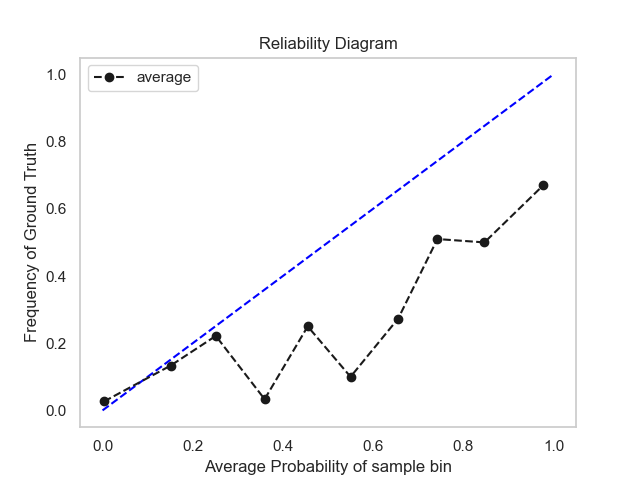 Reliability Diagram
average
1.0
0.8
0.6
0.4
0.2
0.0
Frequency of Ground Truth
0.0 0.2 0.4 0.6 0.8 1.0
Average Probability of sample bin